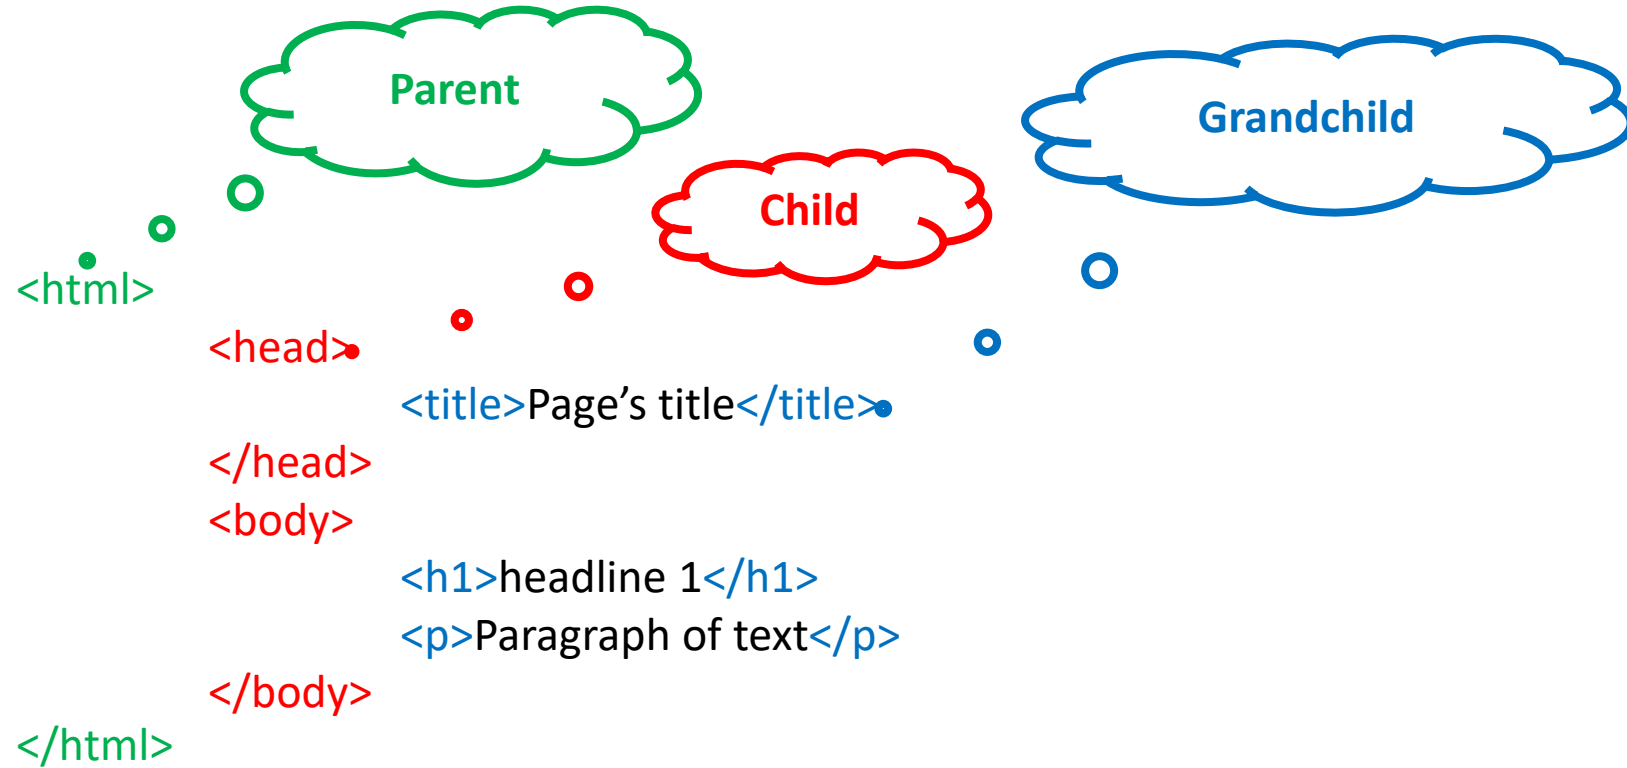 Parent
Grandchild
Child
<html>
<head>
<title>Page’s title</title>
</head>
<body>
<h1>headline 1</h1>
<p>Paragraph of text</p>
</body>
</html>